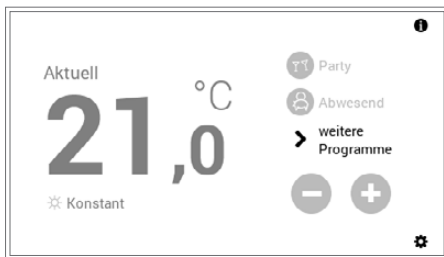 Aktuell
21,0 °C
Konstant
Party
Abwesend
weitere
Programme